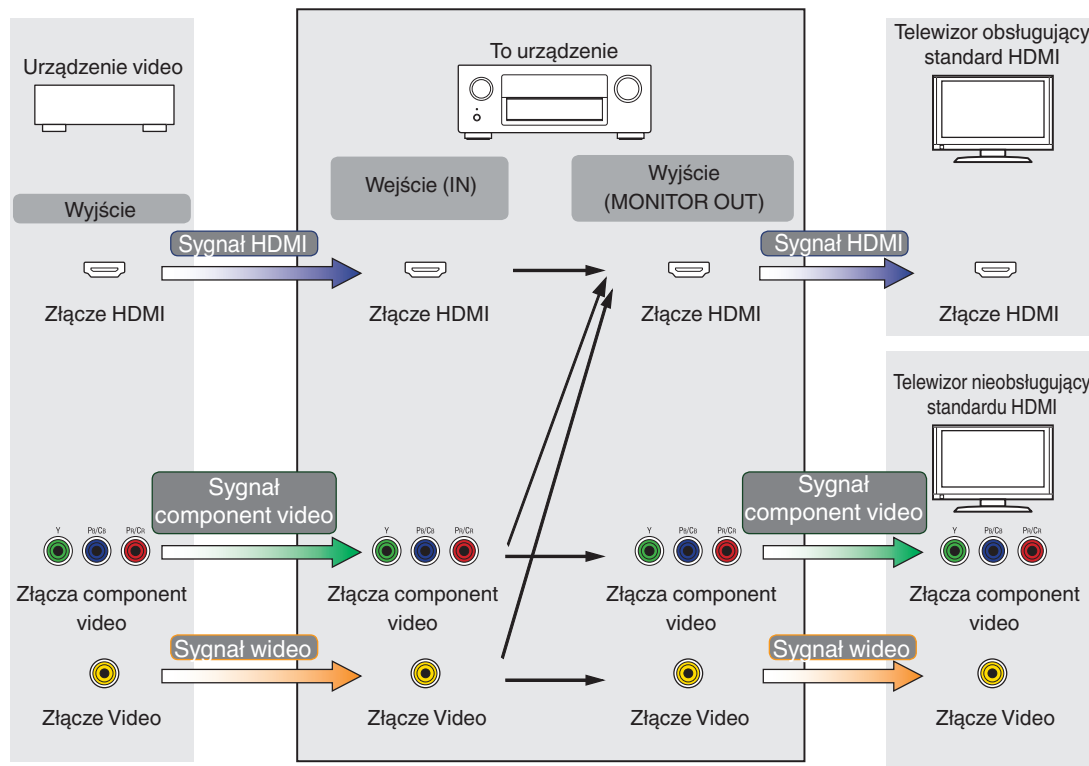 Urządzenie video
To urządzenie
Telewizor obsługujący
standard HDMI
Wyjście
Wejście (IN)
Wyjście
(MONITOR OUT)
Sygnał HDMI
Sygnał HDMI
Złącze HDMI
Złącze HDMI
Złącze HDMI
Złącze HDMI
Telewizor nieobsługujący
standardu HDMI
Sygnał
component video
Sygnał
component video
Y PB/CB PR/CR
Y PB/CB PR/CR
Y PB/CB PR/CR
Y PB/CB PR/CR
Złącza component
video
Złącza component
video
Złącza component
video
Złącza component
video
Sygnał wideo
Sygnał wideo
Złącze Video
Złącze Video
Złącze Video
Złącze Video